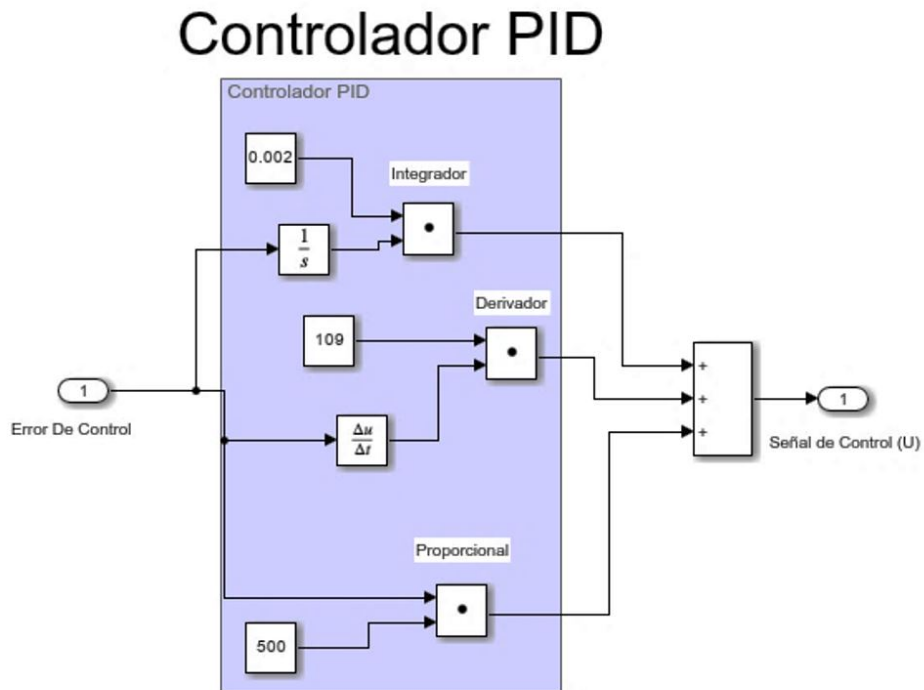 Controlador PID
Controlador PID
0.002
Integrador
1
s
Derivador
109
1
Error De Control
Δu
Δt
+
+
+
1
Señal de Control (U)
Proporcional
500